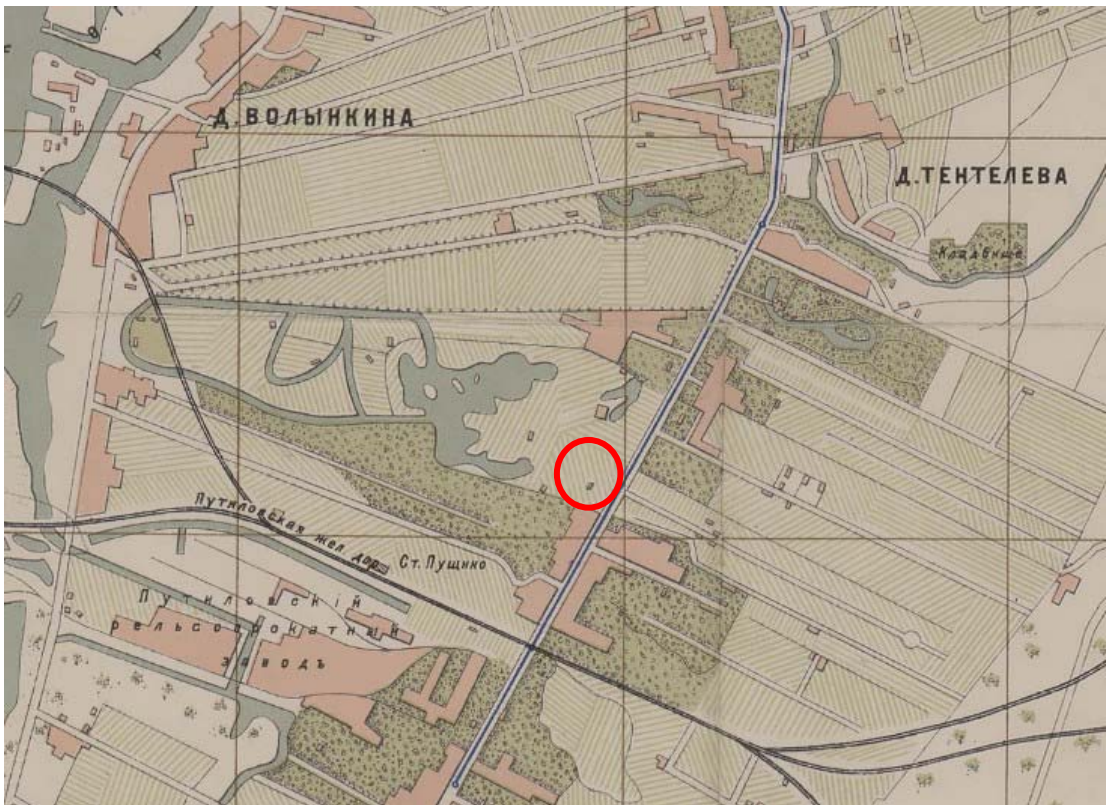 Д. ВОЛЫНКИНА
Д. ТЕНТЕЛЕВА
Кладбище
Путиловская жел. дор.
Ст. Пущино
Путиловскій
рельсопрокатный
заводъ